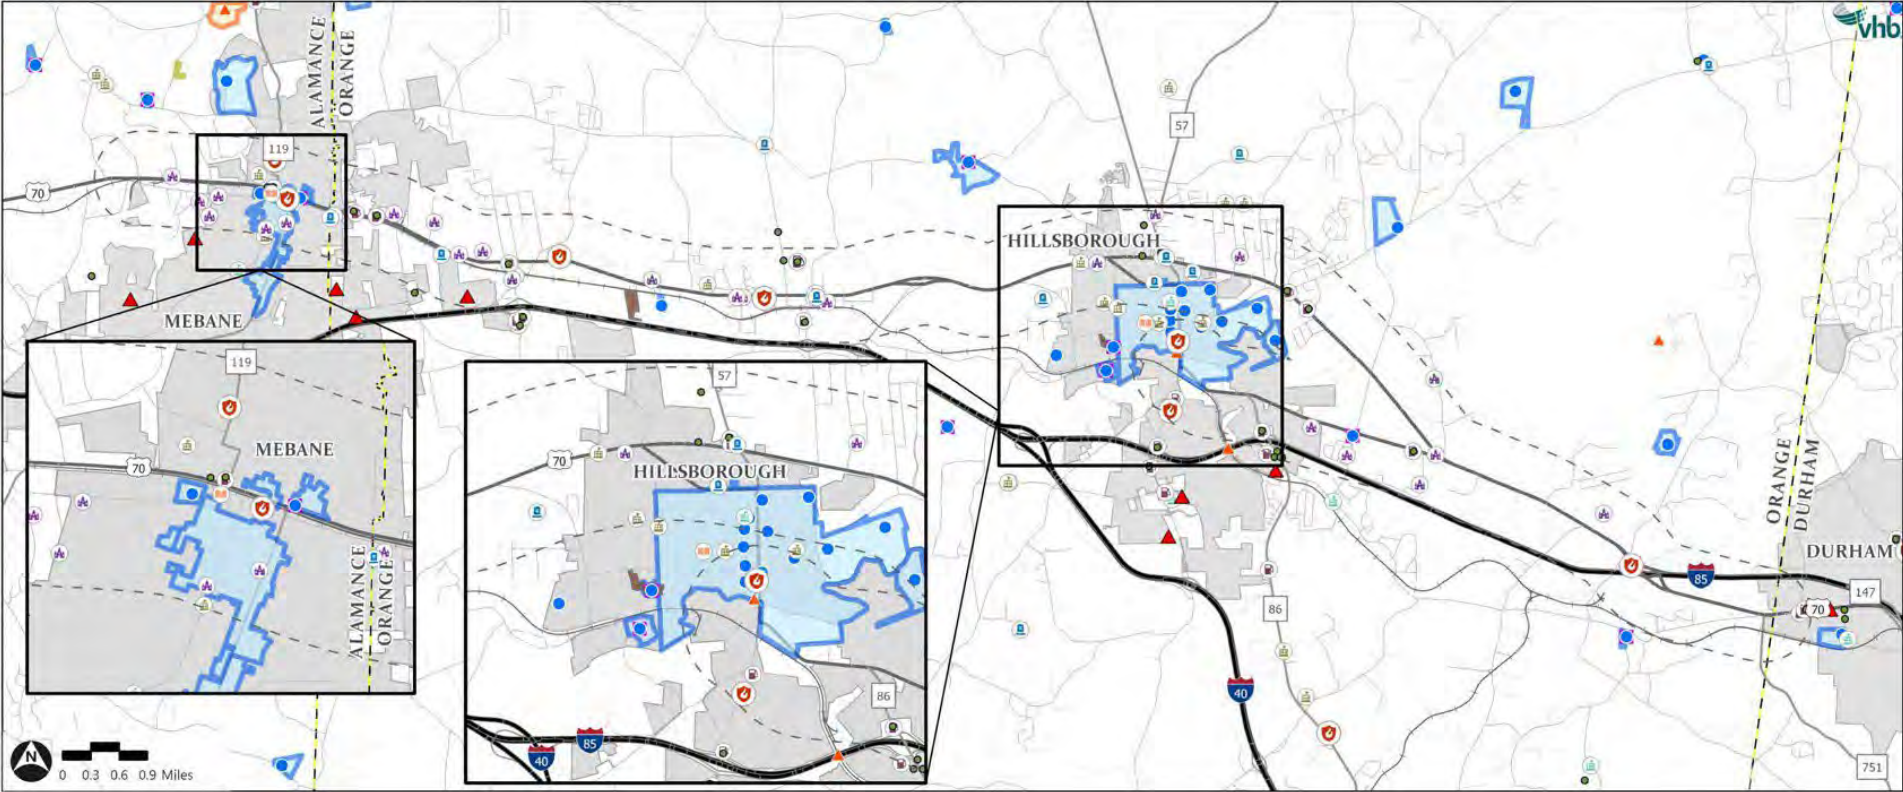 vhb
ALAMANCE
ORANGE
57
119
70
HILLSBOROUGH
MEBANE
119
MEBANE
70
ALAMANCE
ORANGE
57
70
HILLSBOROUGH
86
85
40
ORANGE
DURHAM
DURHAM
85
147
70
86
40
751
N
0 0.3 0.6 0.9 Miles